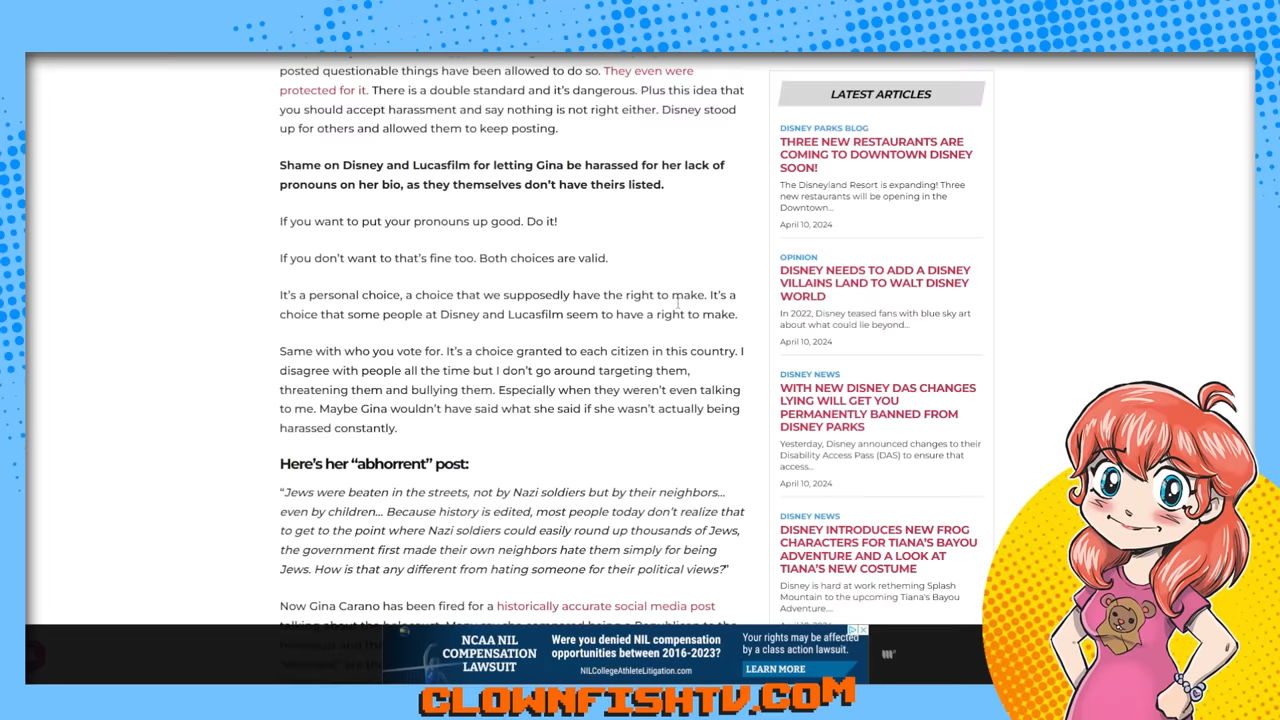 posted questionable things have been allowed to do so. They even were
protected for it. There is a double standard and it's dangerous. Plus this idea that
you should accept harassment and say nothing is not right either. Disney stood
up for others and allowed them to keep posting.
Shame on Disney and Lucasfilm for letting Gina be harassed for her lack of
pronouns on her bio, as they themselves don't have theirs listed.
If you want to put your pronouns up good. Do it!
If you don't want to that's fine too. Both choices are valid.
It's a personal choice, a choice that we supposedly have the right to make. It's a
choice that some people at Disney and Lucasfilm seem to have a right to make.
Same with who you vote for. It's a choice granted to each citizen in this country. I
disagree with people all the time but I don't go around targeting them,
threatening them and bullying them. Especially when they weren't even talking
to me. Maybe Gina wouldn't have said what she said if she wasn't actually being
harassed constantly.
Here's her "abhorrent" post:
"Jews were beaten in the streets, not by Nazi soldiers but by their neighbors...
even by children... Because history is edited, most people today don't realize that
to get to the point where Nazi soldiers could easily round up thousands of Jews,
the government first made their own neighbors hate them simply for being
Jews. How is that any different from hating someone for their political views?"
Now Gina Carano has been fired for a historically accurate social media post
LATEST ARTICLES
DISNEY PARKS BLOG
THREE NEW RESTAURANTS ARE
COMING TO DOWNTOWN DISNEY
SOON!
The Disneyland Resort is expanding! Three
new restaurants will be opening in the
Downtown...
April 10, 2024
OPINION
DISNEY NEEDS TO ADD A DISNEY
VILLAINS LAND TO WALT DISNEY
WORLD
In 2022, Disney teased fans with blue sky art
about what could lie beyond...
April 10, 2024
DISNEY NEWS
WITH NEW DISNEY DAS CHANGES
LYING WILL GET YOU
PERMANENTLY BANNED FROM
DISNEY PARKS
Yesterday, Disney announced changes to their
Disability Access Pass (DAS) to ensure that
access...
April 10, 2024
DISNEY NEWS
DISNEY INTRODUCES NEW FROG
CHARACTERS FOR TIANA'S BAYOU
ADVENTURE AND A LOOK AT
TIANA'S NEW COSTUME
Disney is hard at work retheming Splash
Mountain to the upcoming Tiana's Bayou
Adventure....
NCAA NIL
COMPENSATION
LAWSUIT
Were you denied NIL compensation
opportunities between 2016-2023?
NILCollegeAthleteLitigation.com
Your rights may be affected
by a class action lawsuit.
LEARN MORE
CLOWNFISHTV.COM